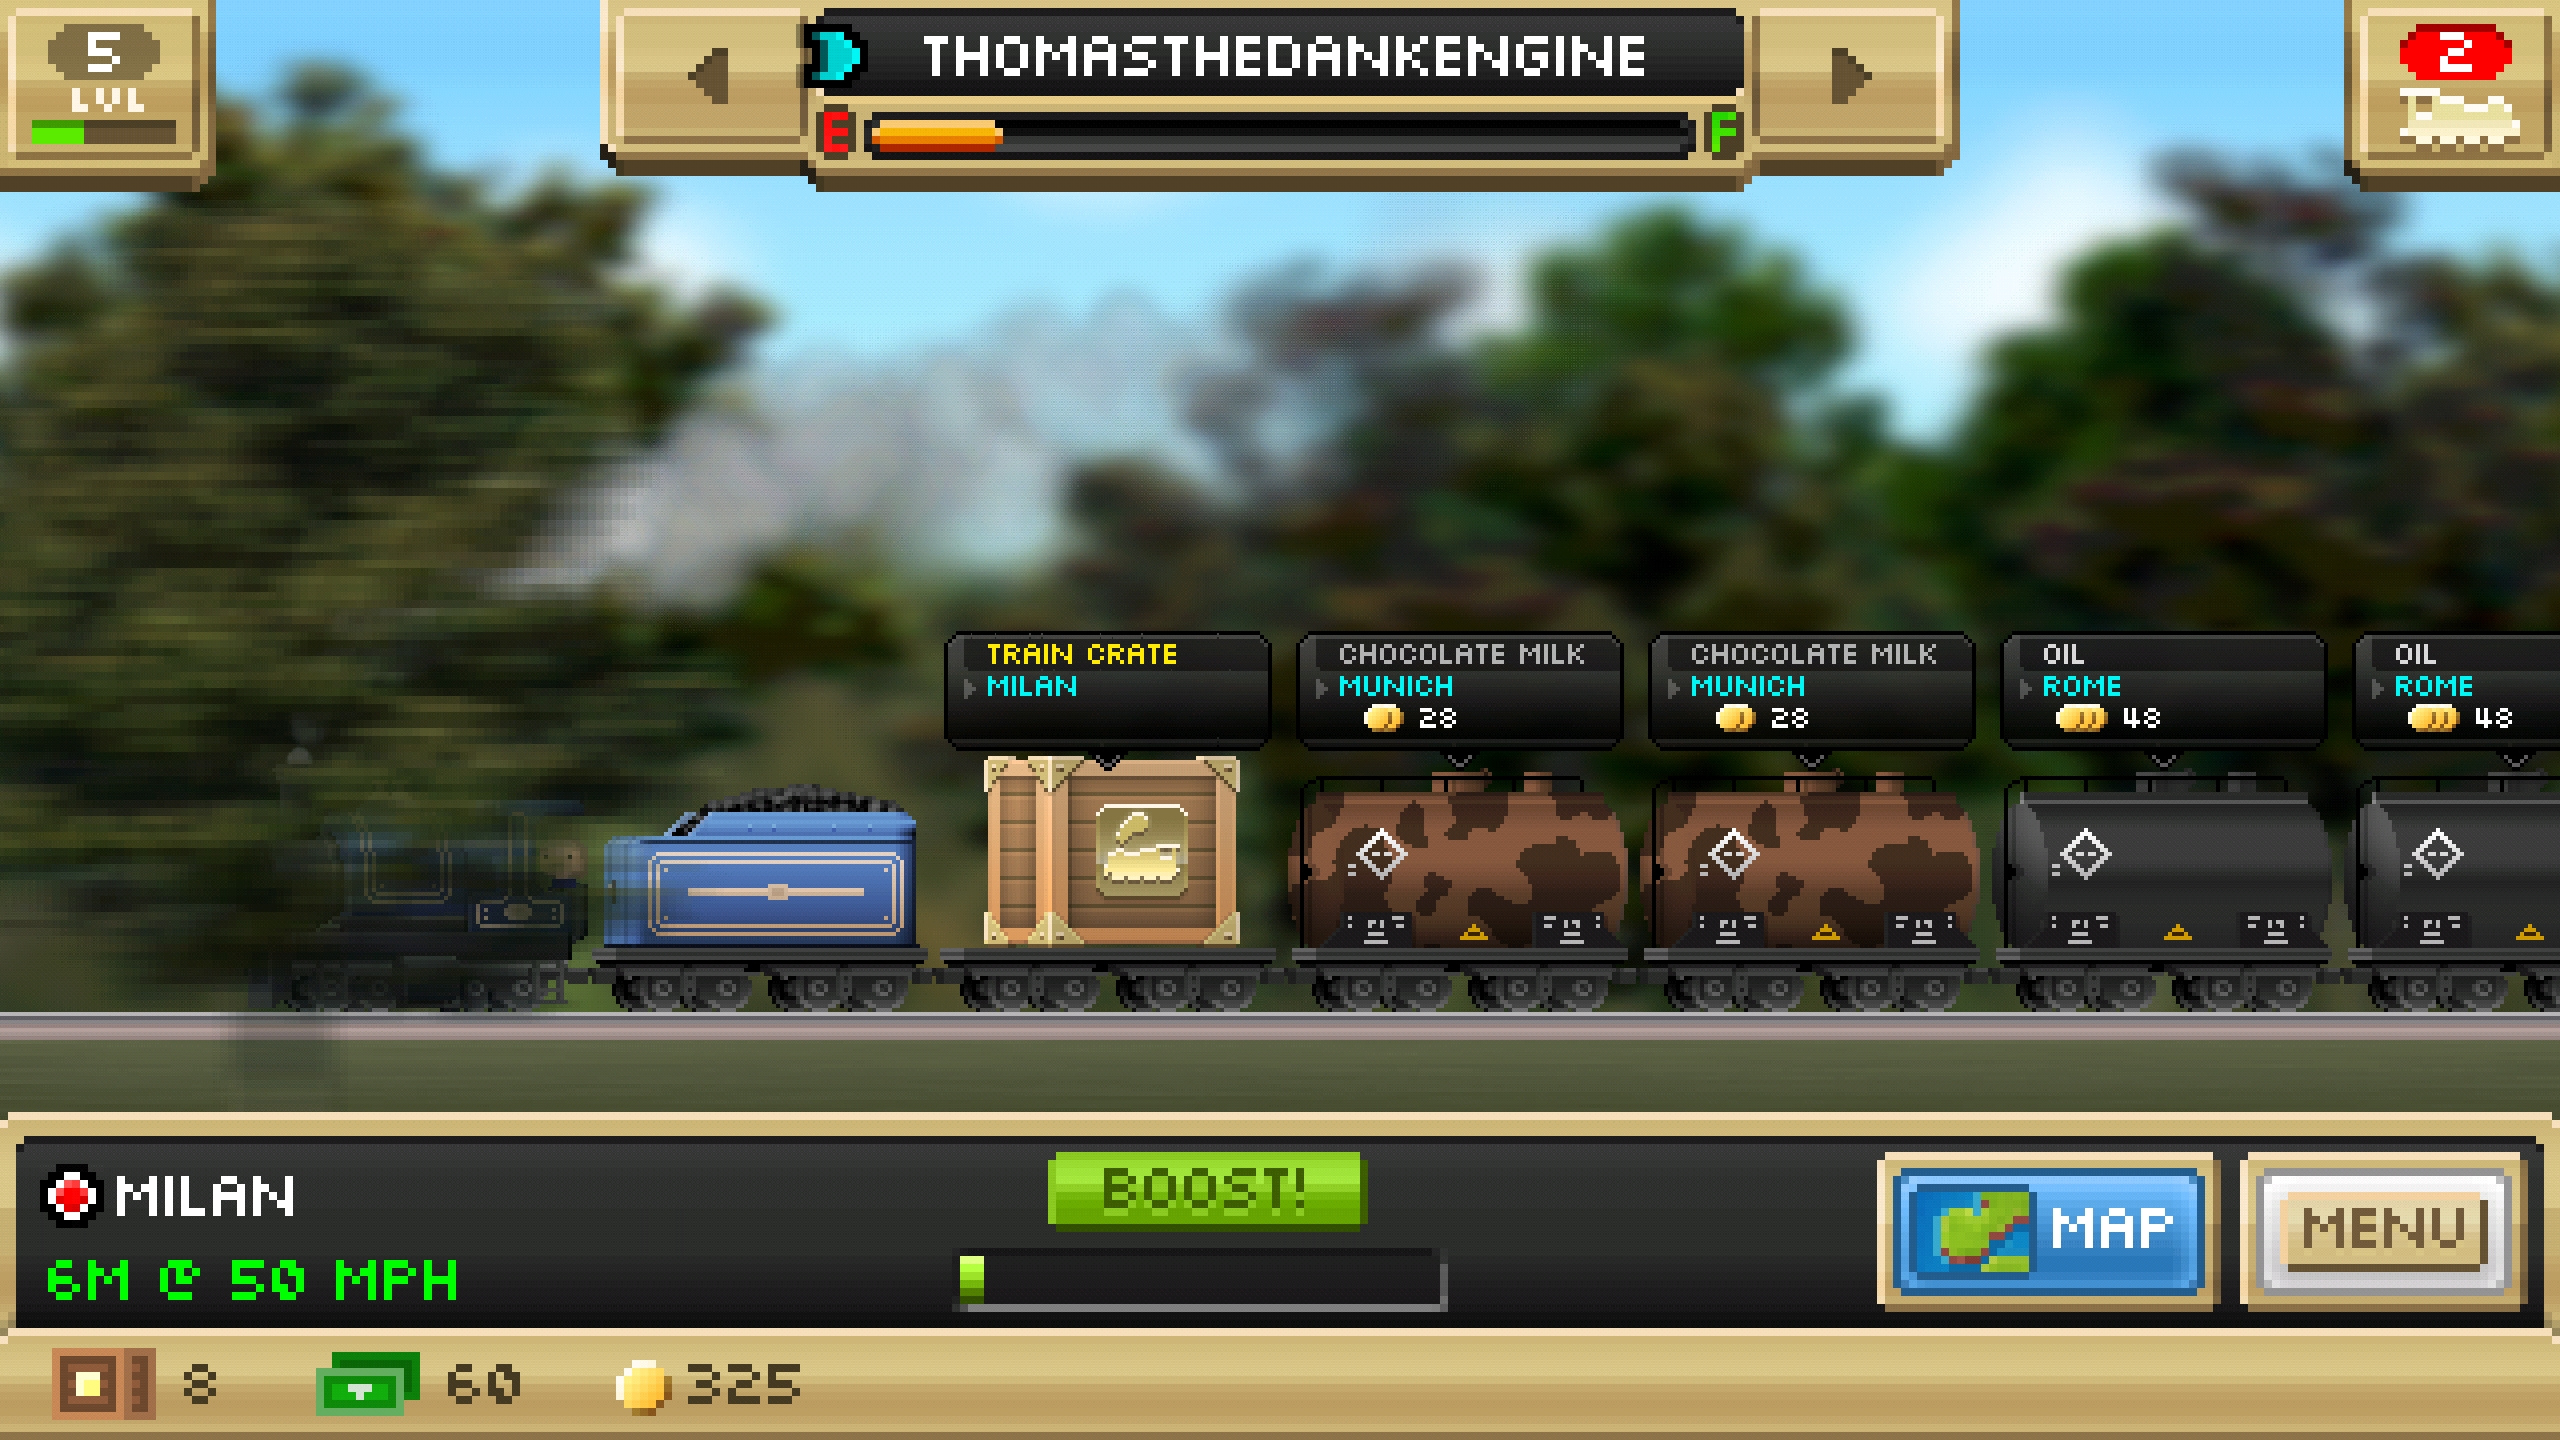 5
LVL
THOMASTHEDANKENGINE
E
F
2
TRAIN CRATE
MILAN
CHOCOLATE MILK
MUNICH
28
CHOCOLATE MILK
MUNICH
28
OIL
ROME
48
OIL
ROME
48
MILAN
6M @ 50 MPH
BOOST!
MAP
MENU
8
60
325